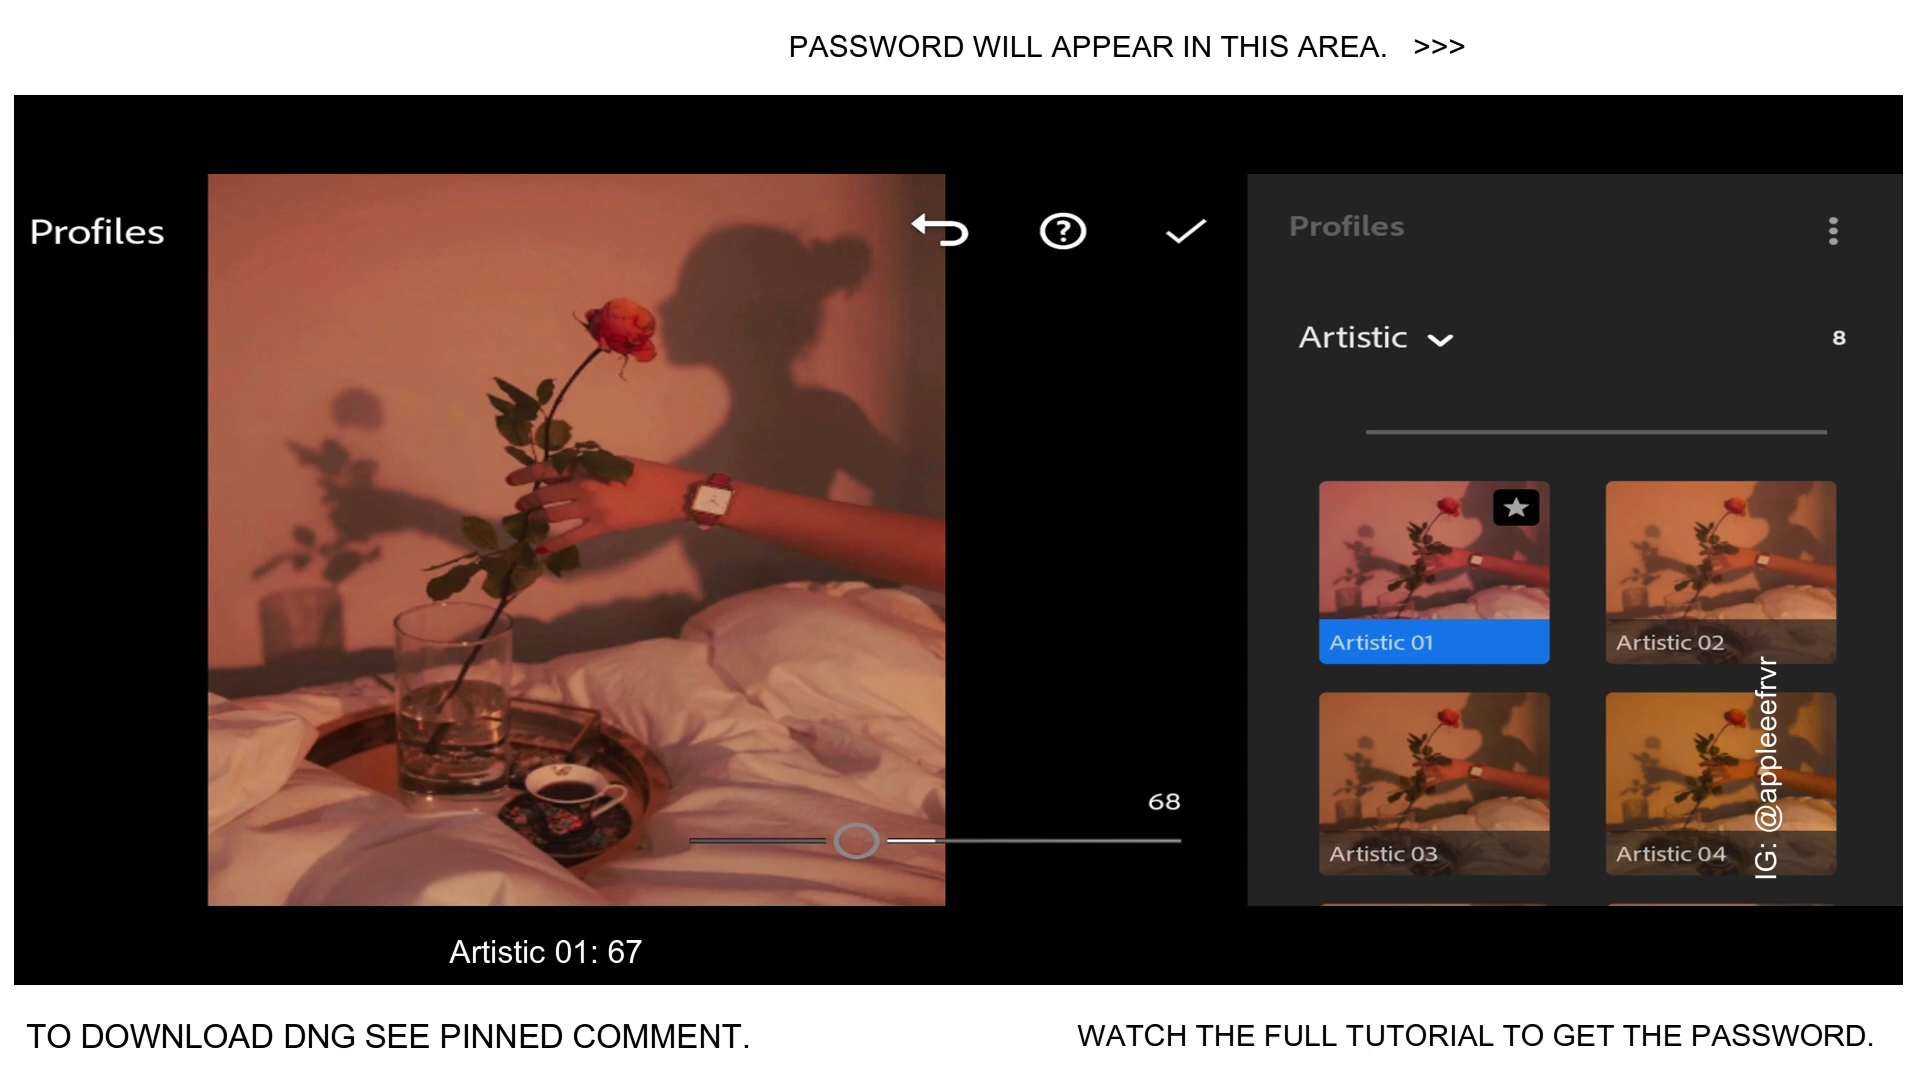 PASSWORD WILL APPEAR IN THIS AREA. >>>
Profiles
Profiles
Artistic
8
Artistic 01
Artistic 02
Artistic 03
Artistic 04
IG: @appleeefrvr
68
Artistic 01: 67
TO DOWNLOAD DNG SEE PINNED COMMENT.
WATCH THE FULL TUTORIAL TO GET THE PASSWORD.